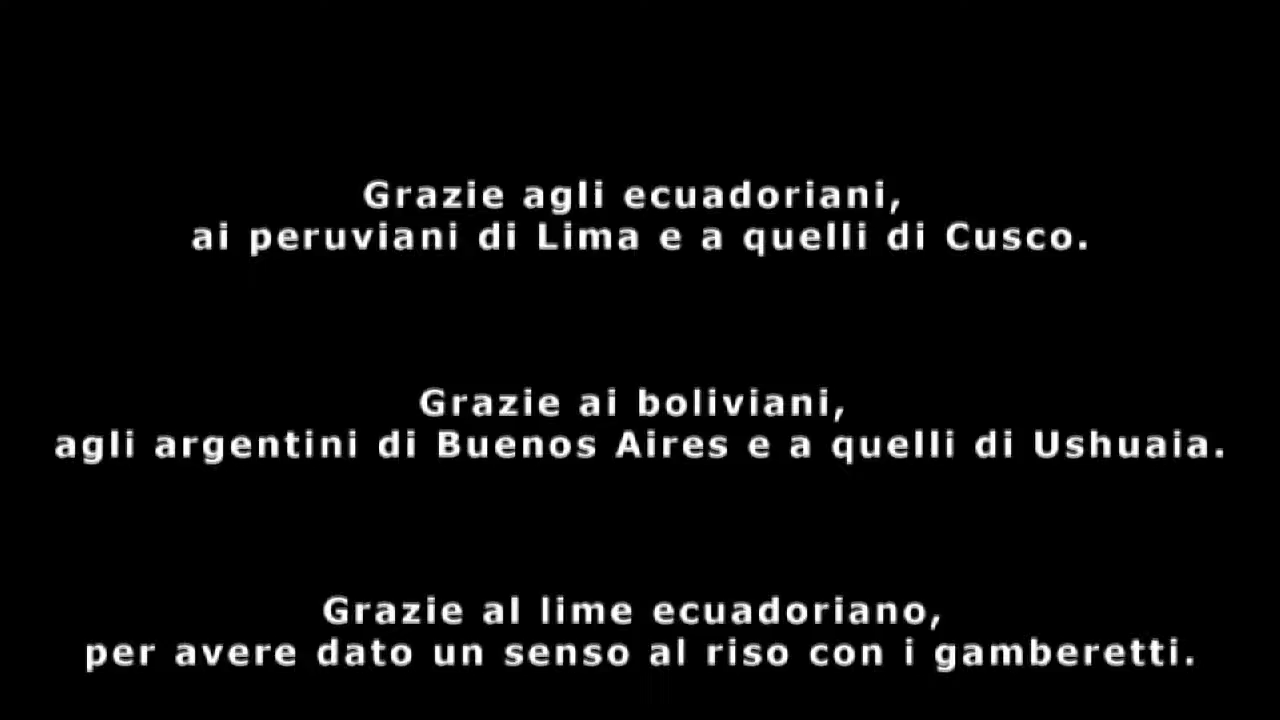 Grazie agli ecuadoriani,
ai peruviani di Lima e a quelli di Cusco.
Grazie ai boliviani,
agli argentini di Buenos Aires e a quelli di Ushuaia.
Grazie al lime ecuadoriano,
per avere dato un senso al riso con i gamberetti.